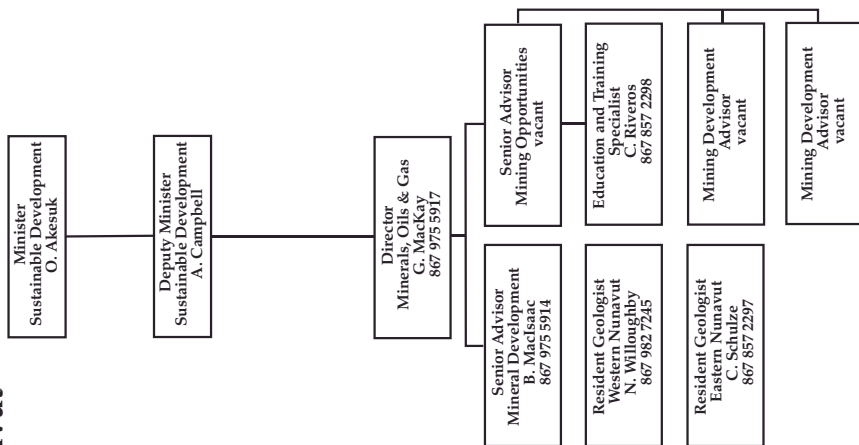 Minister
Sustainable Development
O. Akesuk
Deputy Minister
Sustainable Development
A. Campbell
Director
Minerals, Oils & Gas
G. MacKay
867 975 5917
Senior Advisor
Mineral Development
B. MacIsaac
867 975 5914
Senior Advisor
Mining Opportunities
vacant
Resident Geologist
Western Nunavut
N. Willoughby
867 982 7245
Education and Training
Specialist
C. Riveros
867 857 2298
Resident Geologist
Eastern Nunavut
C. Schulze
867 857 2297
Mining Development
Advisor
vacant
Mining Development
Advisor
vacant